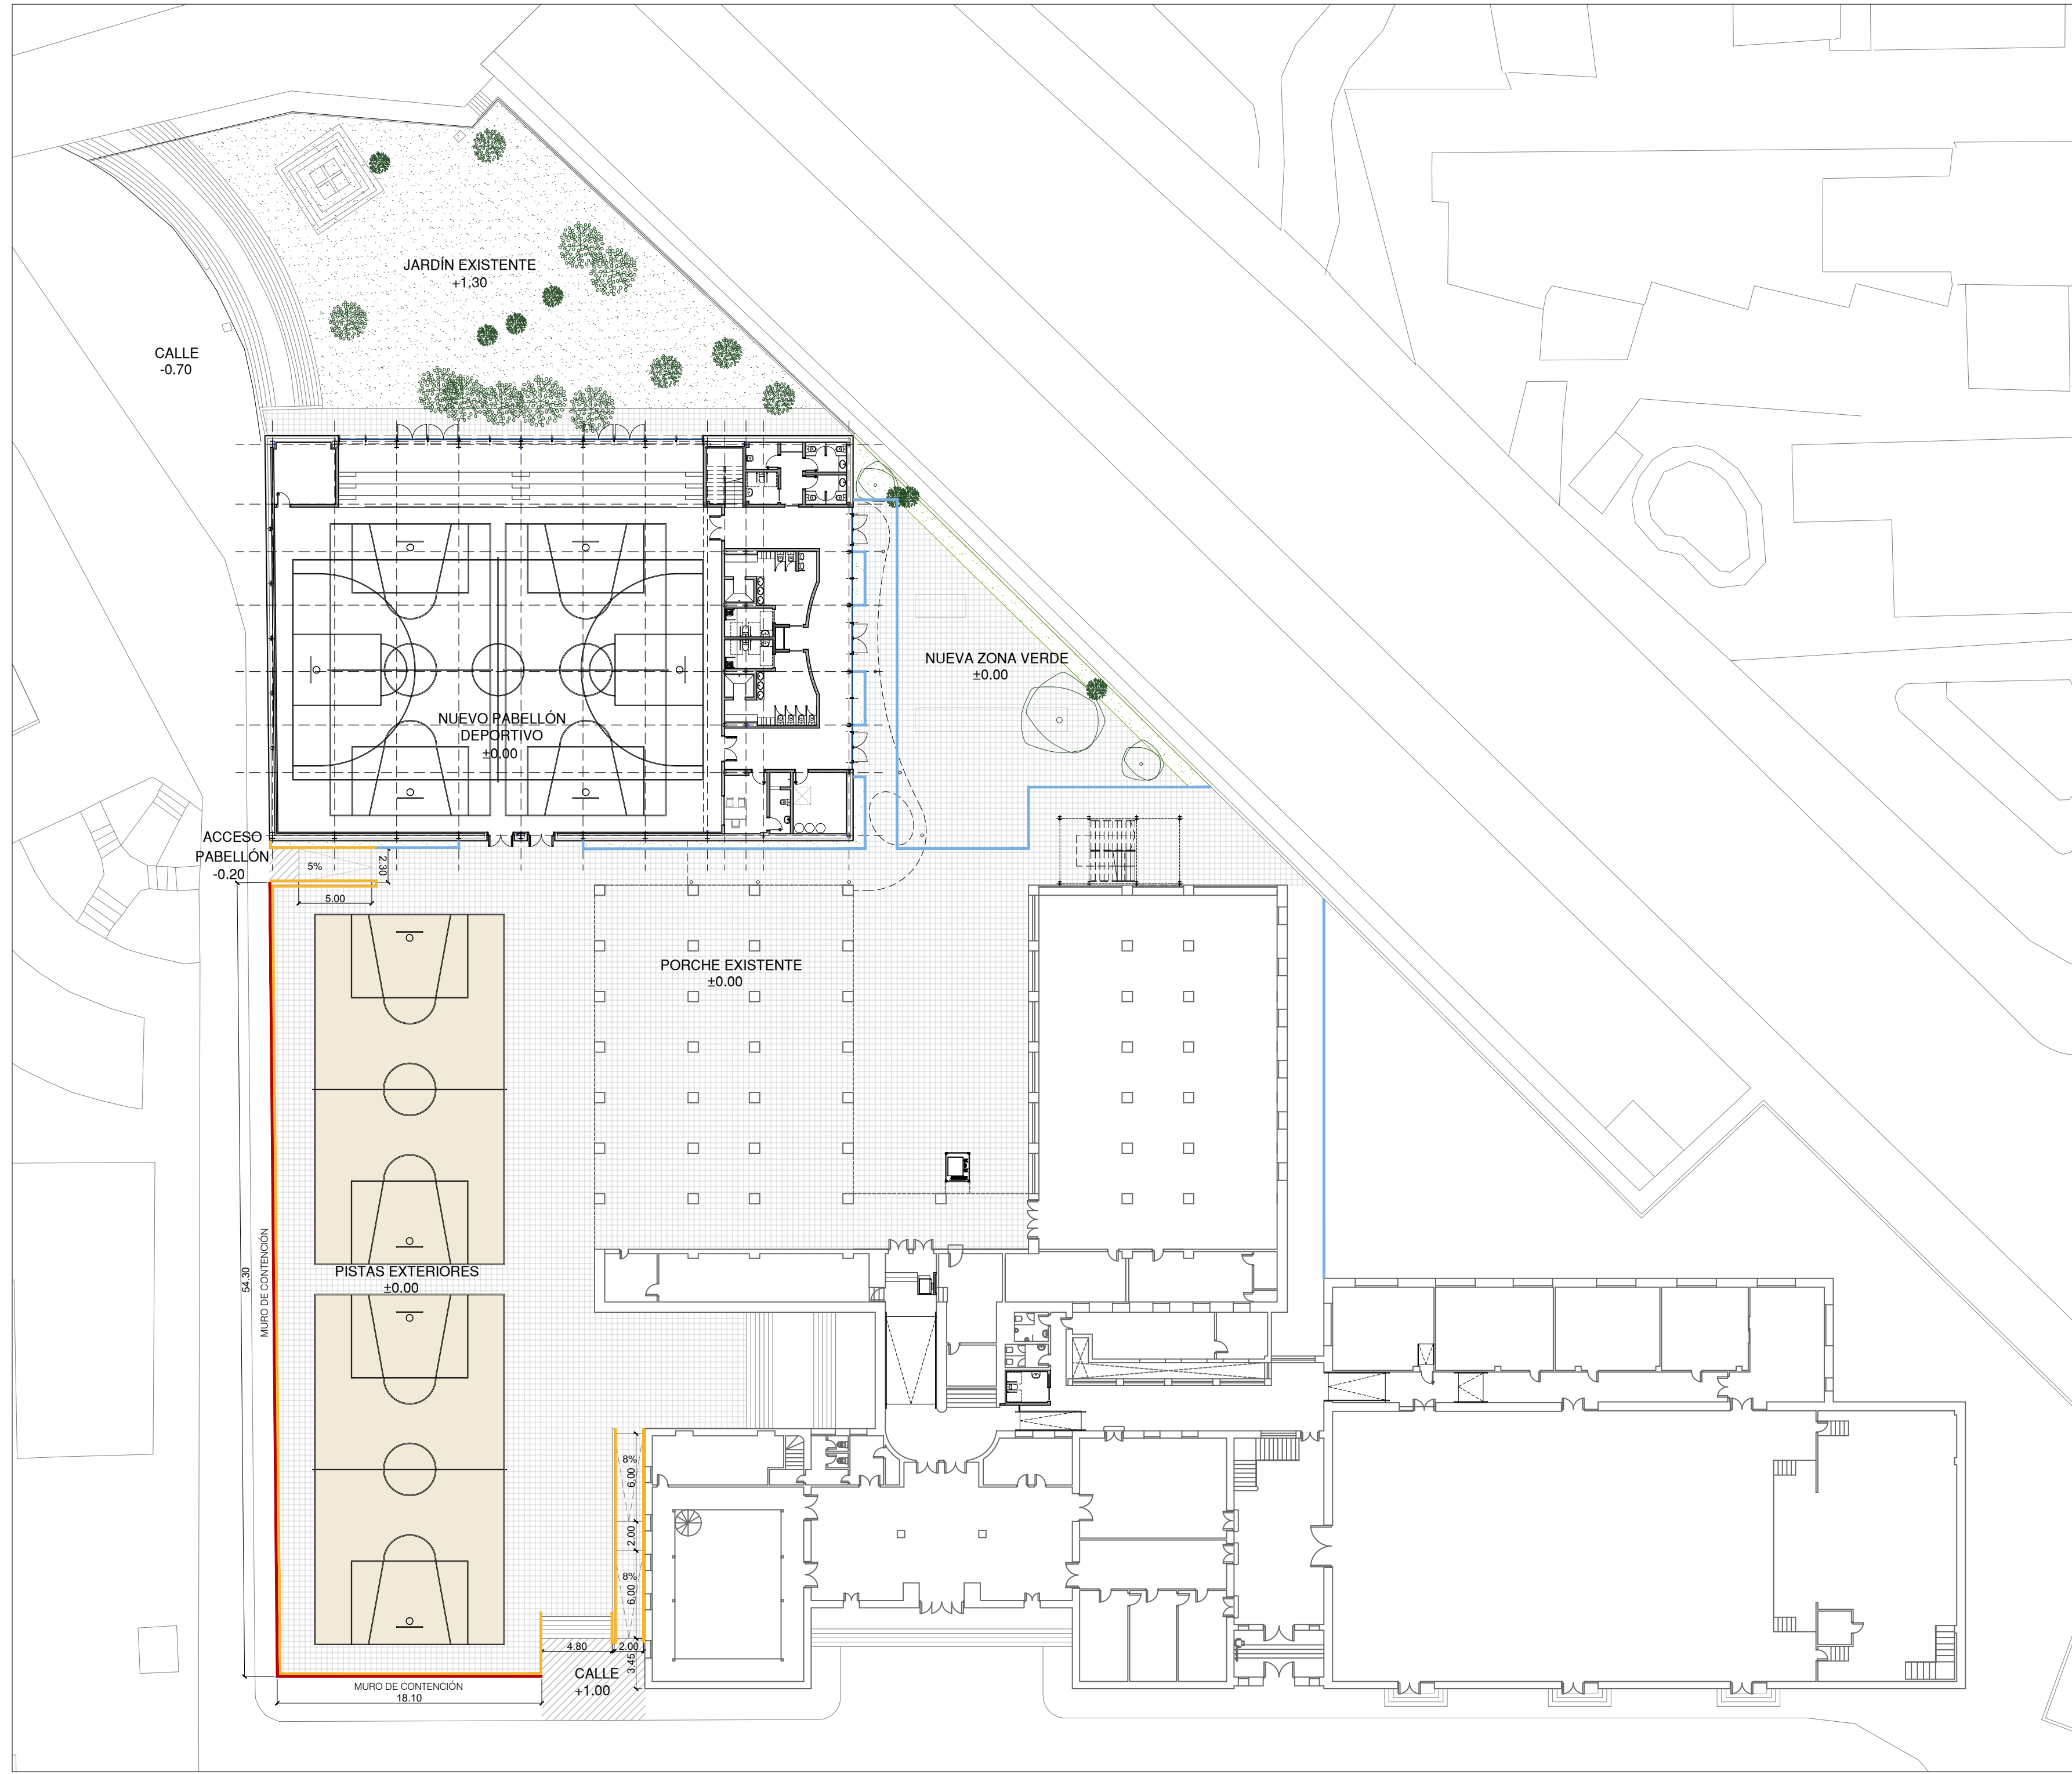 JARDÍN EXISTENTE
+1.30
CALLE
-0.70
NUEVA ZONA VERDE
±0.00
NUEVO PABELLÓN
DEPORTIVO
±0.00
ACCESO
PABELLÓN
-0.20
5%
2.30
5.00
PORCHE EXISTENTE
±0.00
54.30
MURO DE CONTENCIÓN
PISTAS EXTERIORES
±0.00
8%
6.00
2.00
8%
6.00
4.80
2.00
3.45
CALLE
+1.00
MURO DE CONTENCIÓN
18.10